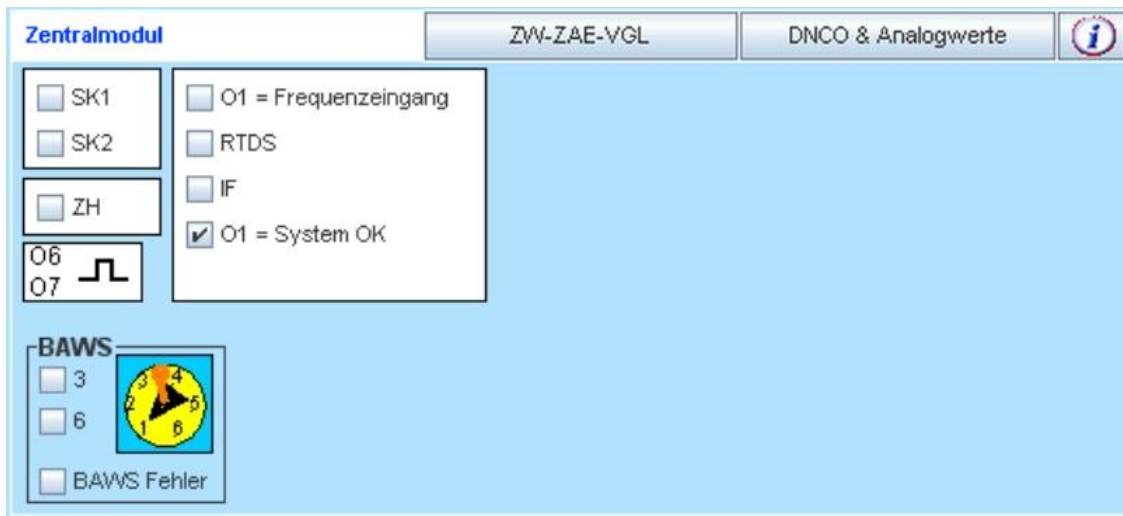 Zentralmodul
ZW-ZAE-VGL
DNCO & Analogwerte
i
SK1
SK2
ZH
O6
O7
O1 = Frequenzeingang
RTDS
IF
O1 = System OK
BAWS
3
6
3 4
2 5
1 6
BAWS Fehler